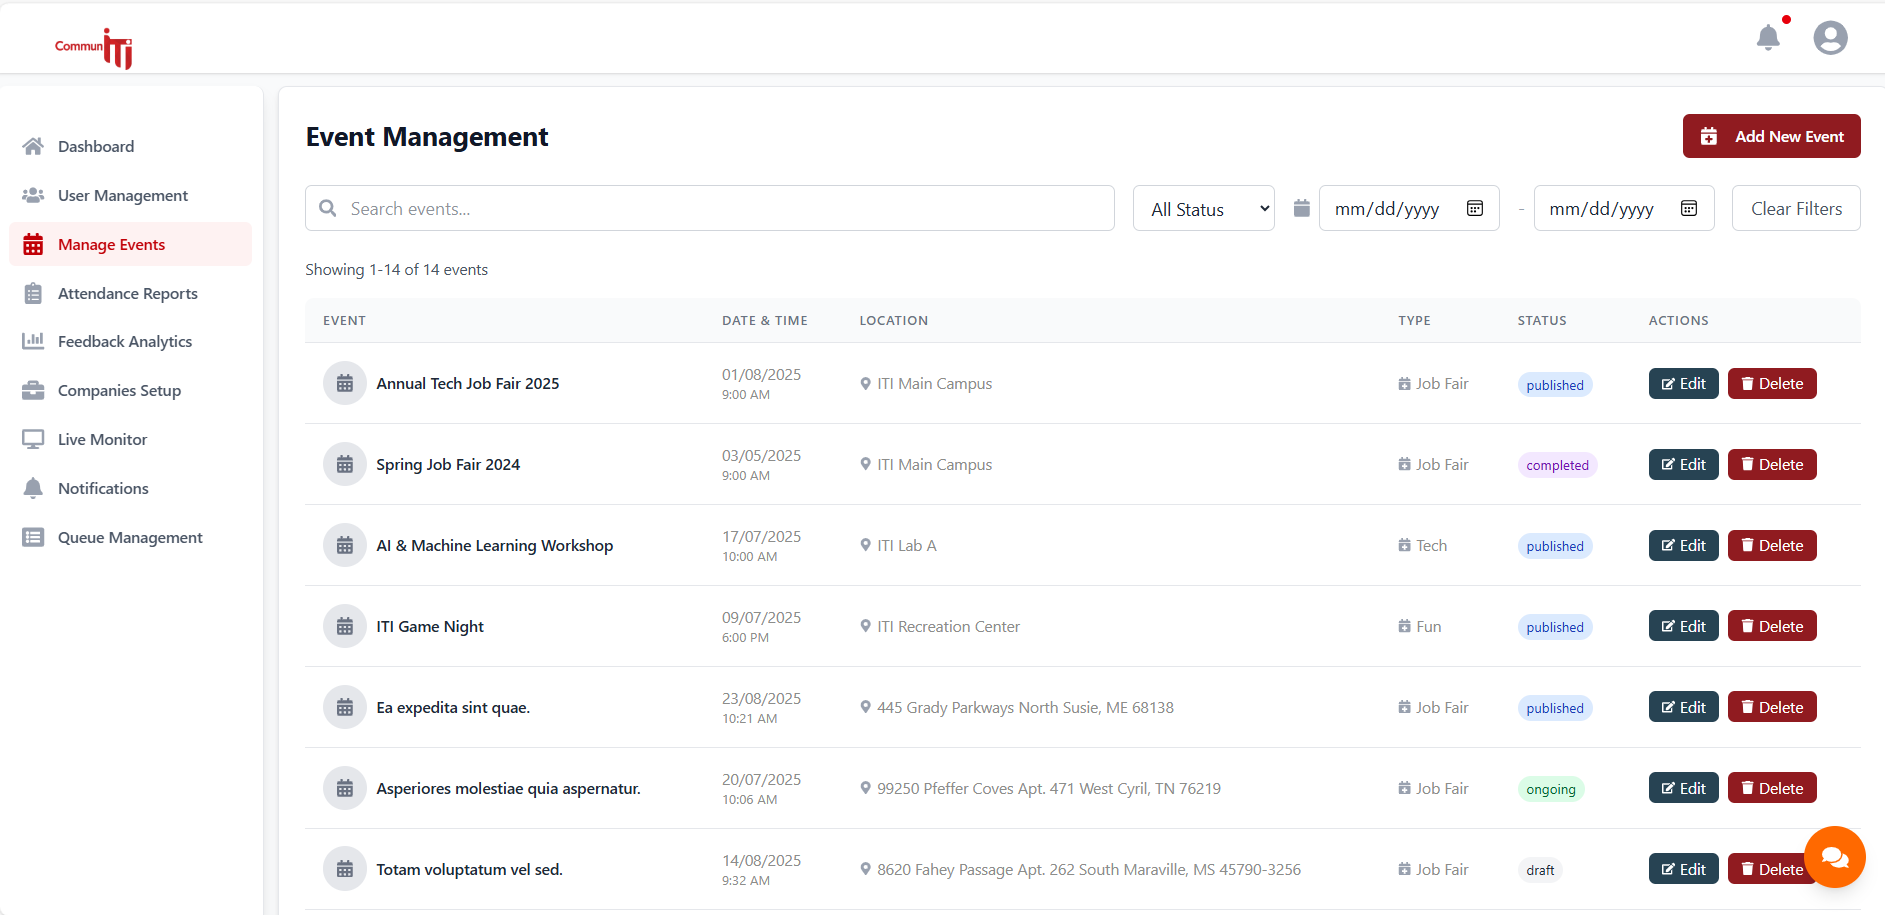 Commun iTi
Dashboard
User Management
Manage Events
Attendance Reports
Feedback Analytics
Companies Setup
Live Monitor
Notifications
Queue Management
Event Management
Add New Event
Search events...
All Status
mm/dd/yyyy
-
mm/dd/yyyy
Clear Filters
Showing 1-14 of 14 events
EVENT DATE & TIME LOCATION TYPE STATUS ACTIONS
Annual Tech Job Fair 2025 01/08/2025 ITI Main Campus Job Fair published Edit Delete
9:00 AM
Spring Job Fair 2024 03/05/2025 ITI Main Campus Job Fair completed Edit Delete
9:00 AM
AI & Machine Learning Workshop 17/07/2025 ITI Lab A Tech published Edit Delete
10:00 AM
ITI Game Night 09/07/2025 ITI Recreation Center Fun published Edit Delete
6:00 PM
Ea expedita sint quae. 23/08/2025 445 Grady Parkways North Susie, ME 68138 Job Fair published Edit Delete
10:21 AM
Asperiores molestiae quia aspernatur. 20/07/2025 99250 Pfeffer Coves Apt. 471 West Cyril, TN 76219 Job Fair ongoing Edit Delete
10:06 AM
Totam voluptatum vel sed. 14/08/2025 8620 Fahey Passage Apt. 262 South Maraville, MS 45790-3256 Job Fair draft Edit Delete
9:32 AM